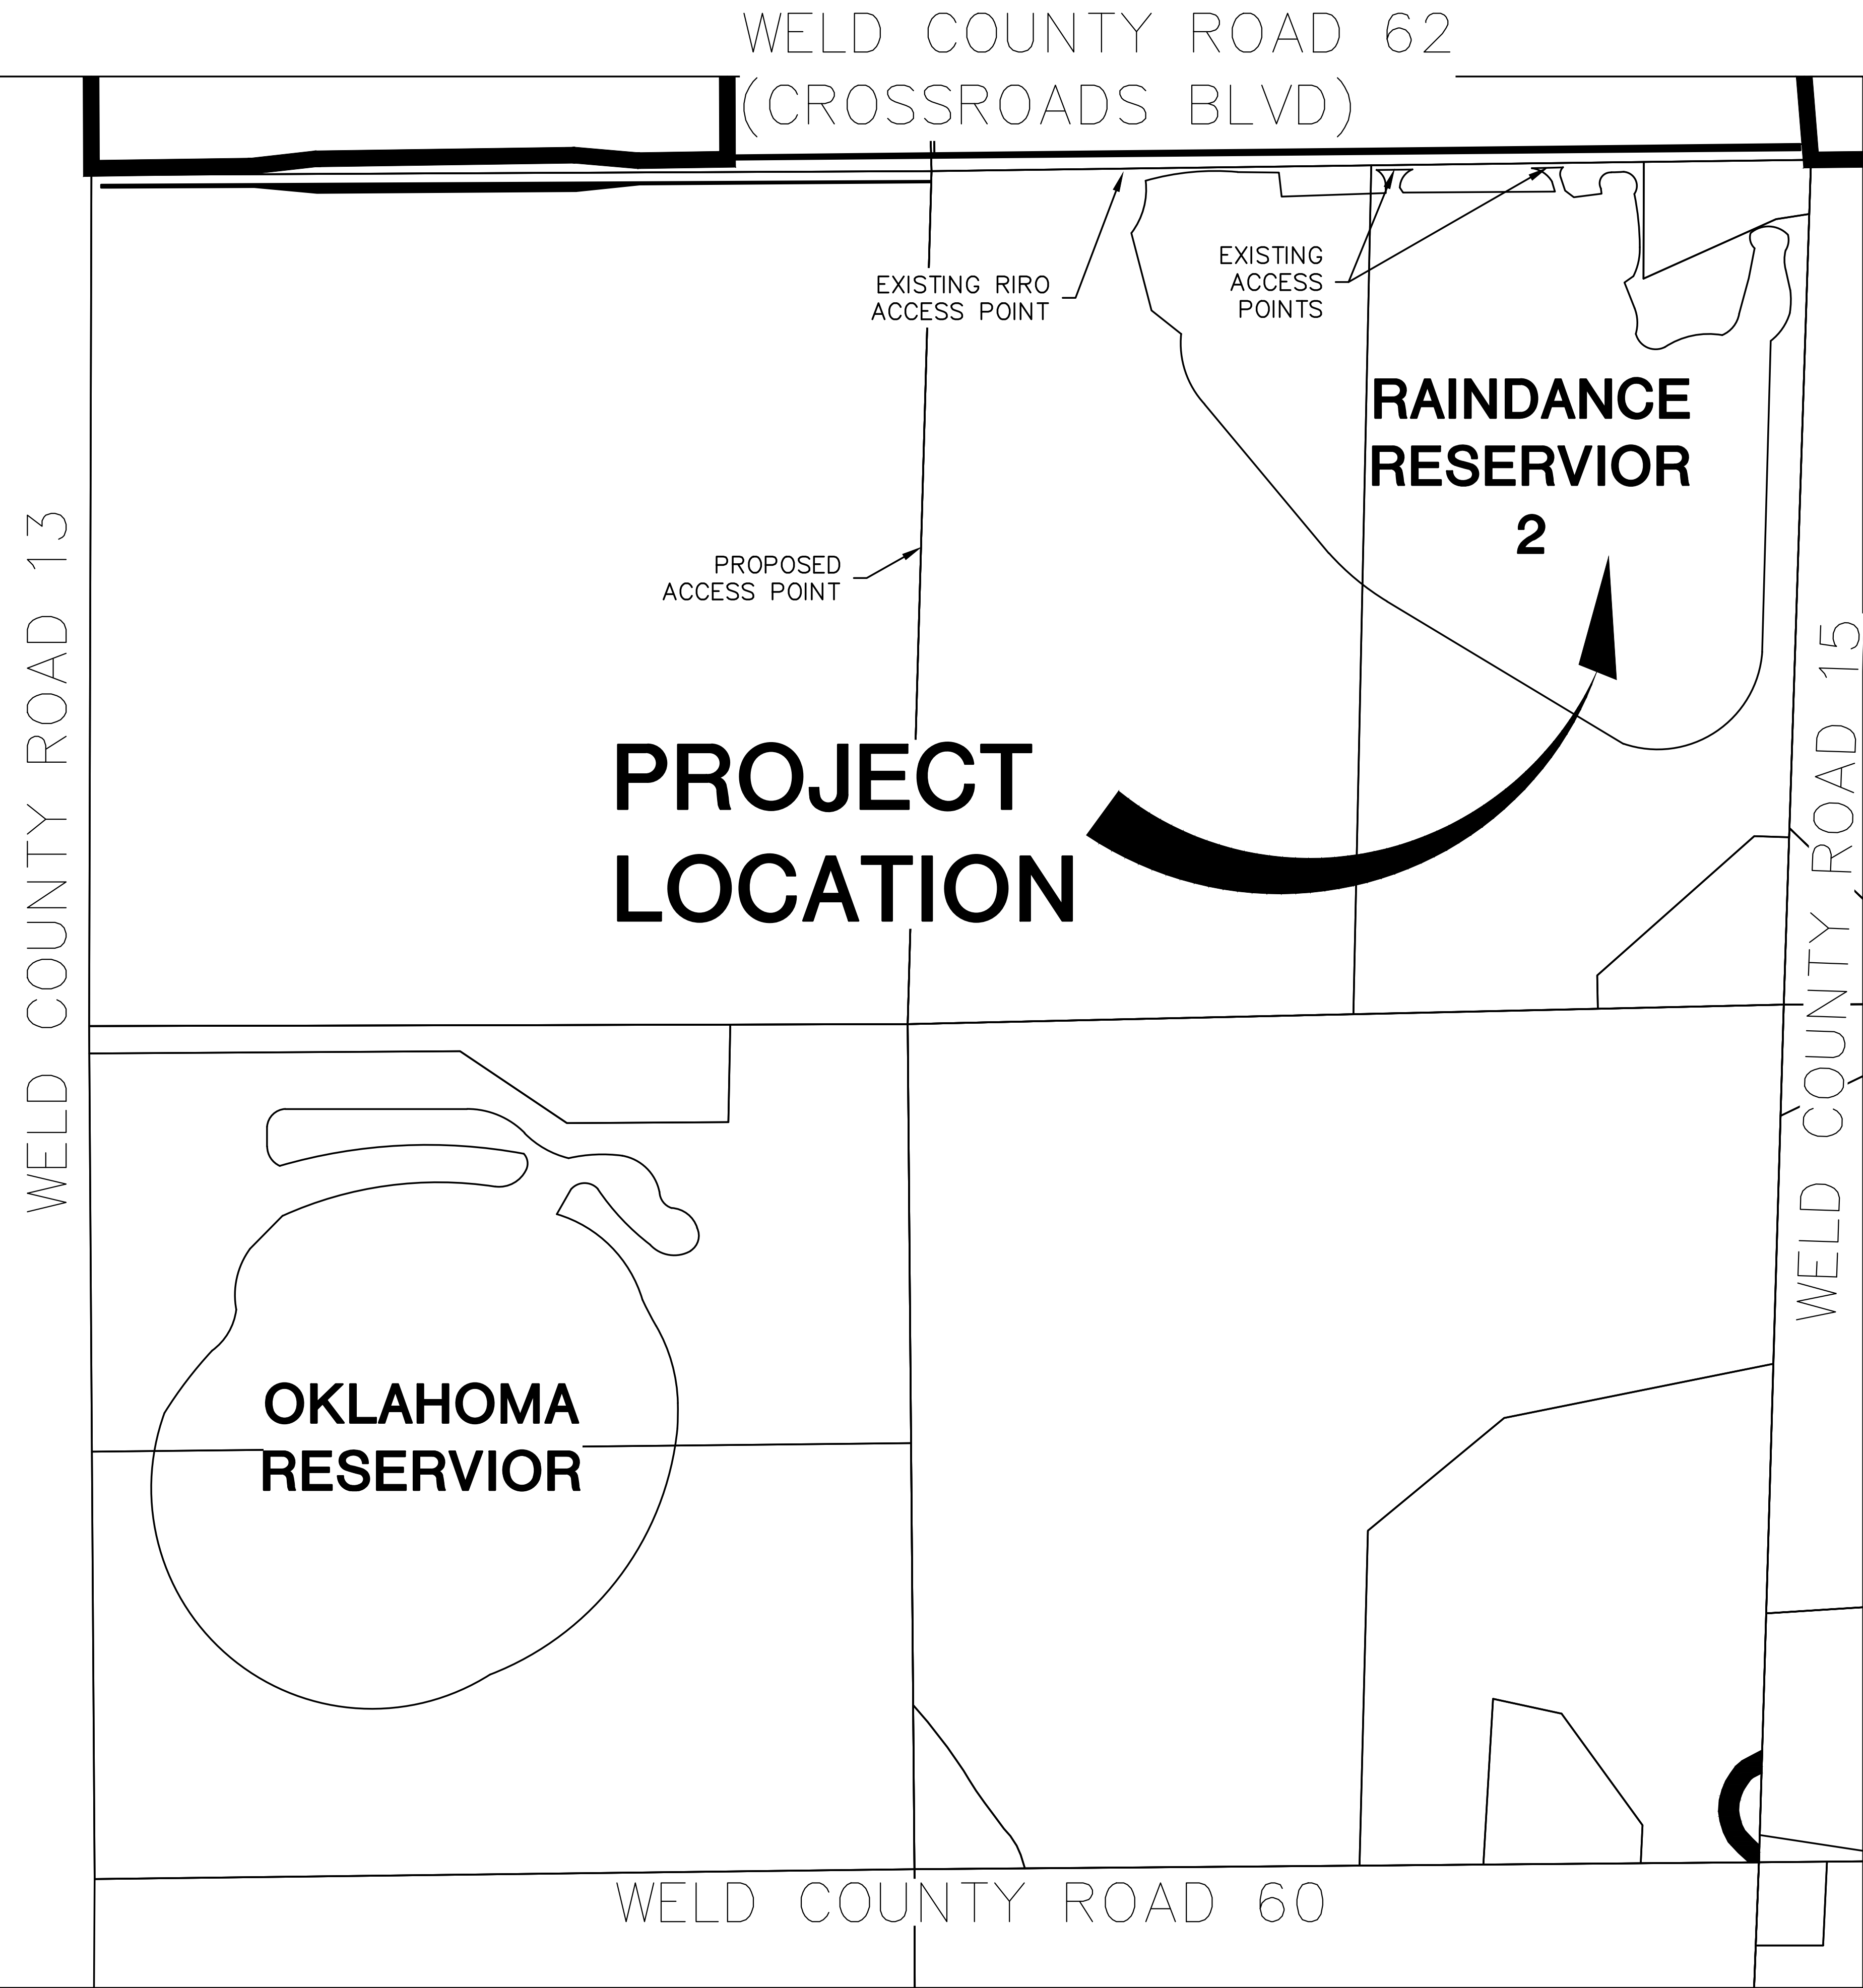 WELD COUNTY ROAD 62
(CROSSROADS BLVD)
EXISTING RIRO
ACCESS POINT
EXISTING
ACCESS
POINTS
RAINDANCE
RESERVIOR
2
PROPOSED
ACCESS POINT
WELD COUNTY ROAD 13
WELD COUNTY ROAD 15
PROJECT
LOCATION
OKLAHOMA
RESERVIOR
WELD COUNTY ROAD 60